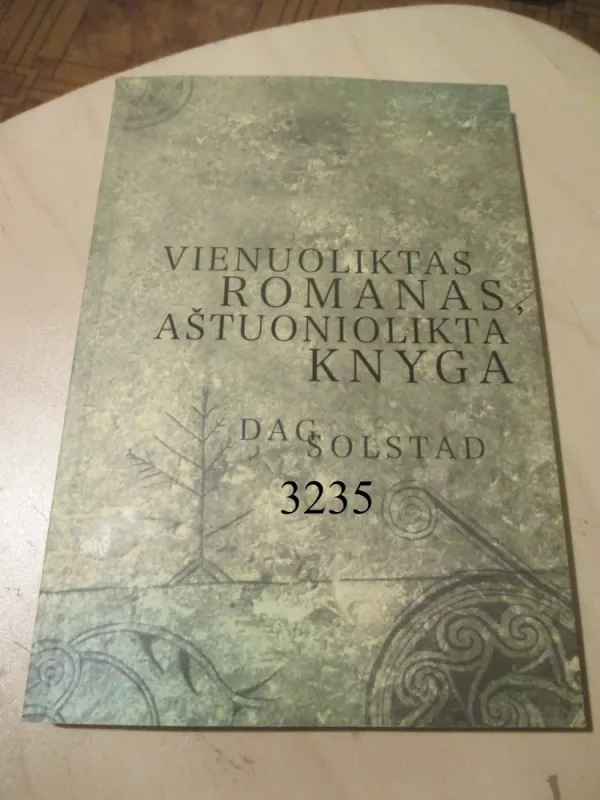 VIENUOLIKTAS
ROMANAS,
AŠTUONIOLIKTA
KNYGA
DAG
SOLSTAD
3235